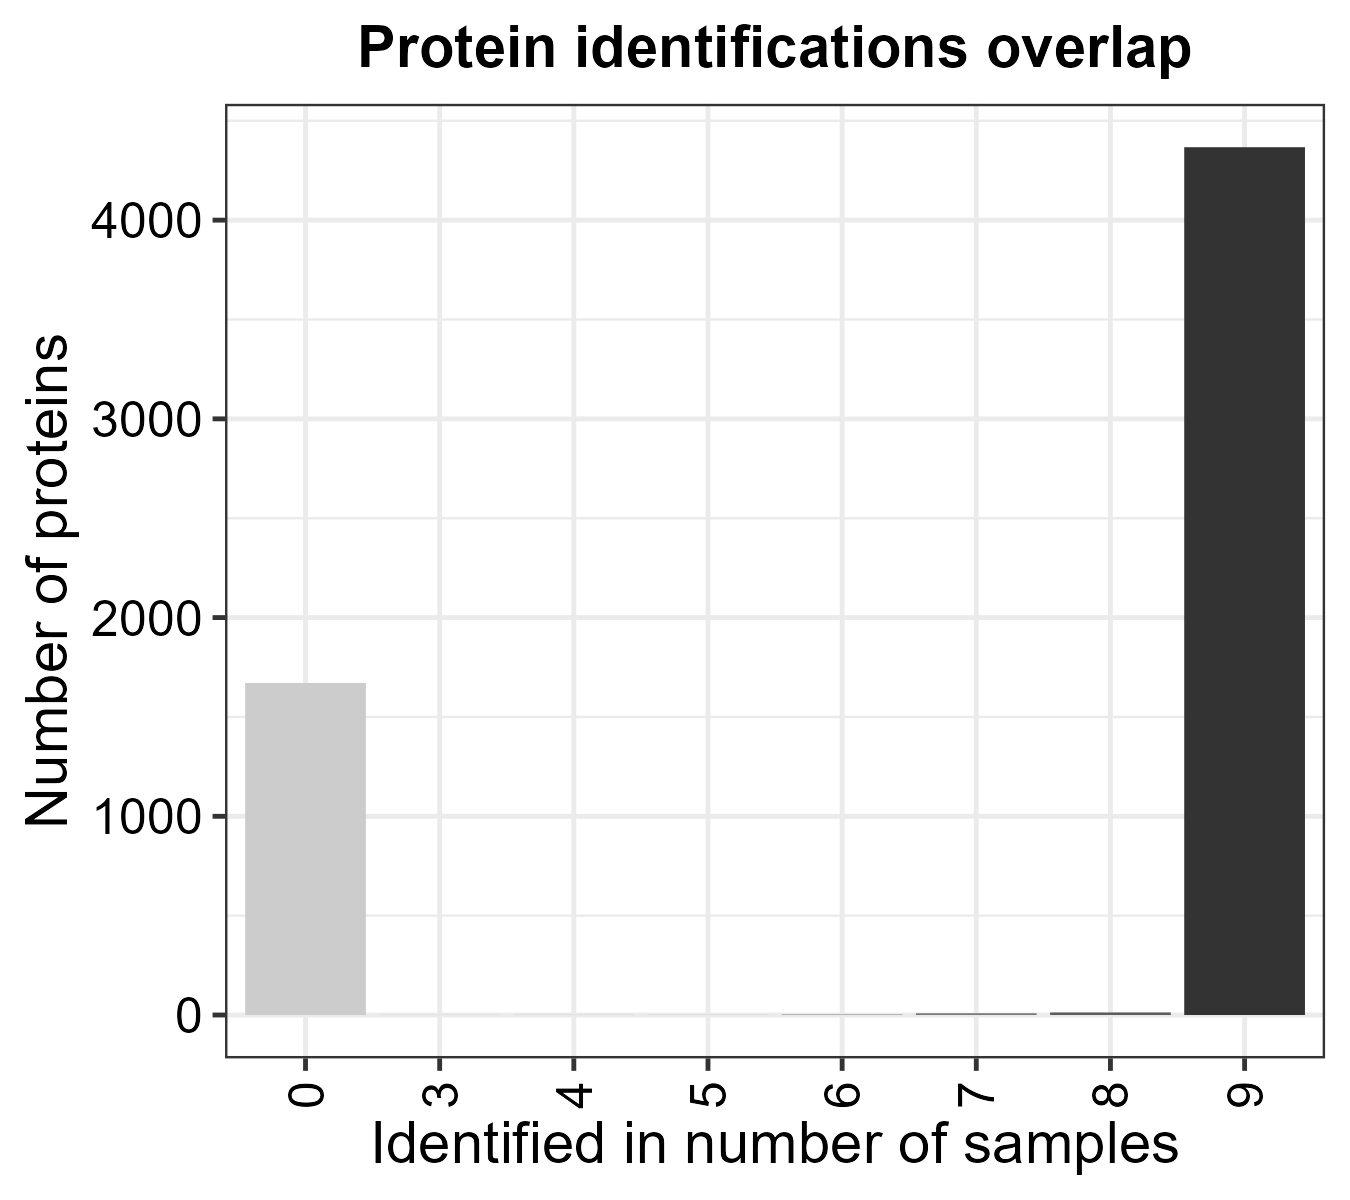 Protein identifications overlap
Number of proteins
4000
3000
2000
1000
0
0 3 4 5 6 7 8 9
Identified in number of samples